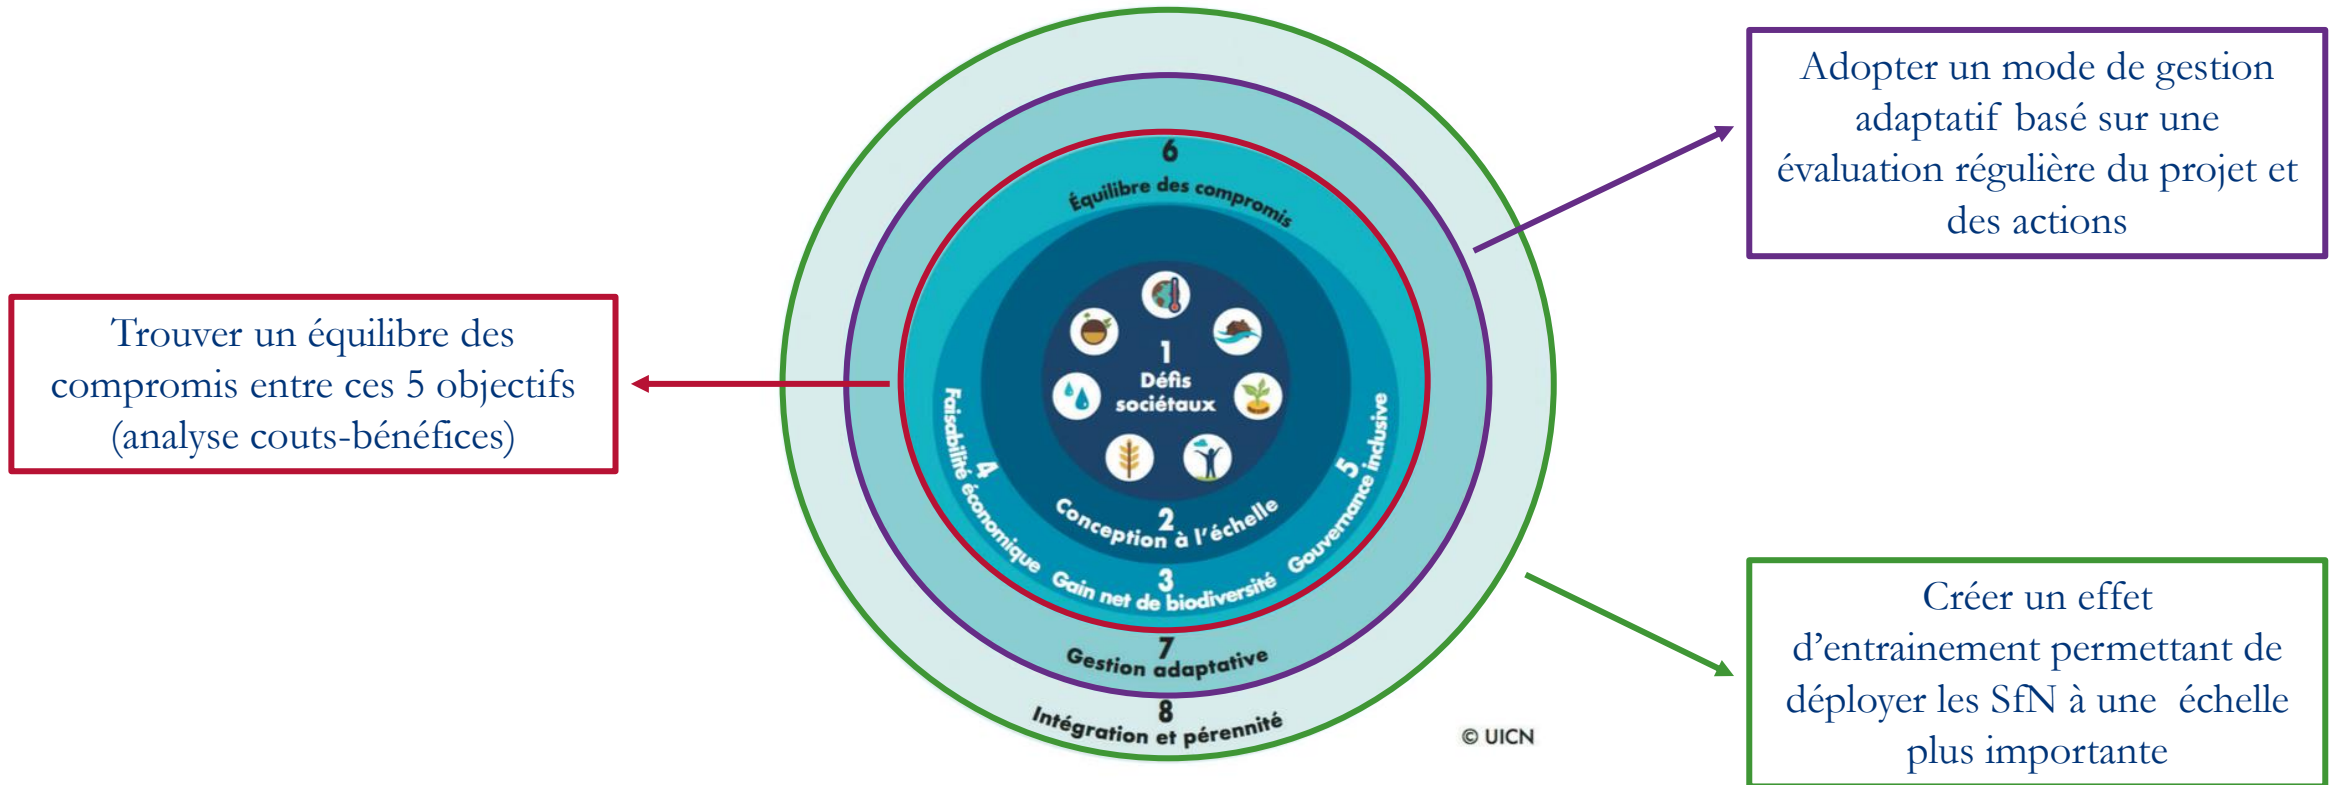 Trouver un équilibre des
compromis entre ces 5 objectifs
(analyse couts-bénéfices)
6
Équilibre des compromis
1
Défis
sociétaux
2
Conception à l'échelle
4
Faisabilité économique
3
Gain net de biodiversité
5
Gouvernance inclusive
7
Gestion adaptative
8
Intégration et pérennité
© UICN
Adopter un mode de gestion
adaptatif basé sur une
évaluation régulière du projet et
des actions
Créer un effet
d’entrainement permettant de
déployer les SfN à une échelle
plus importante